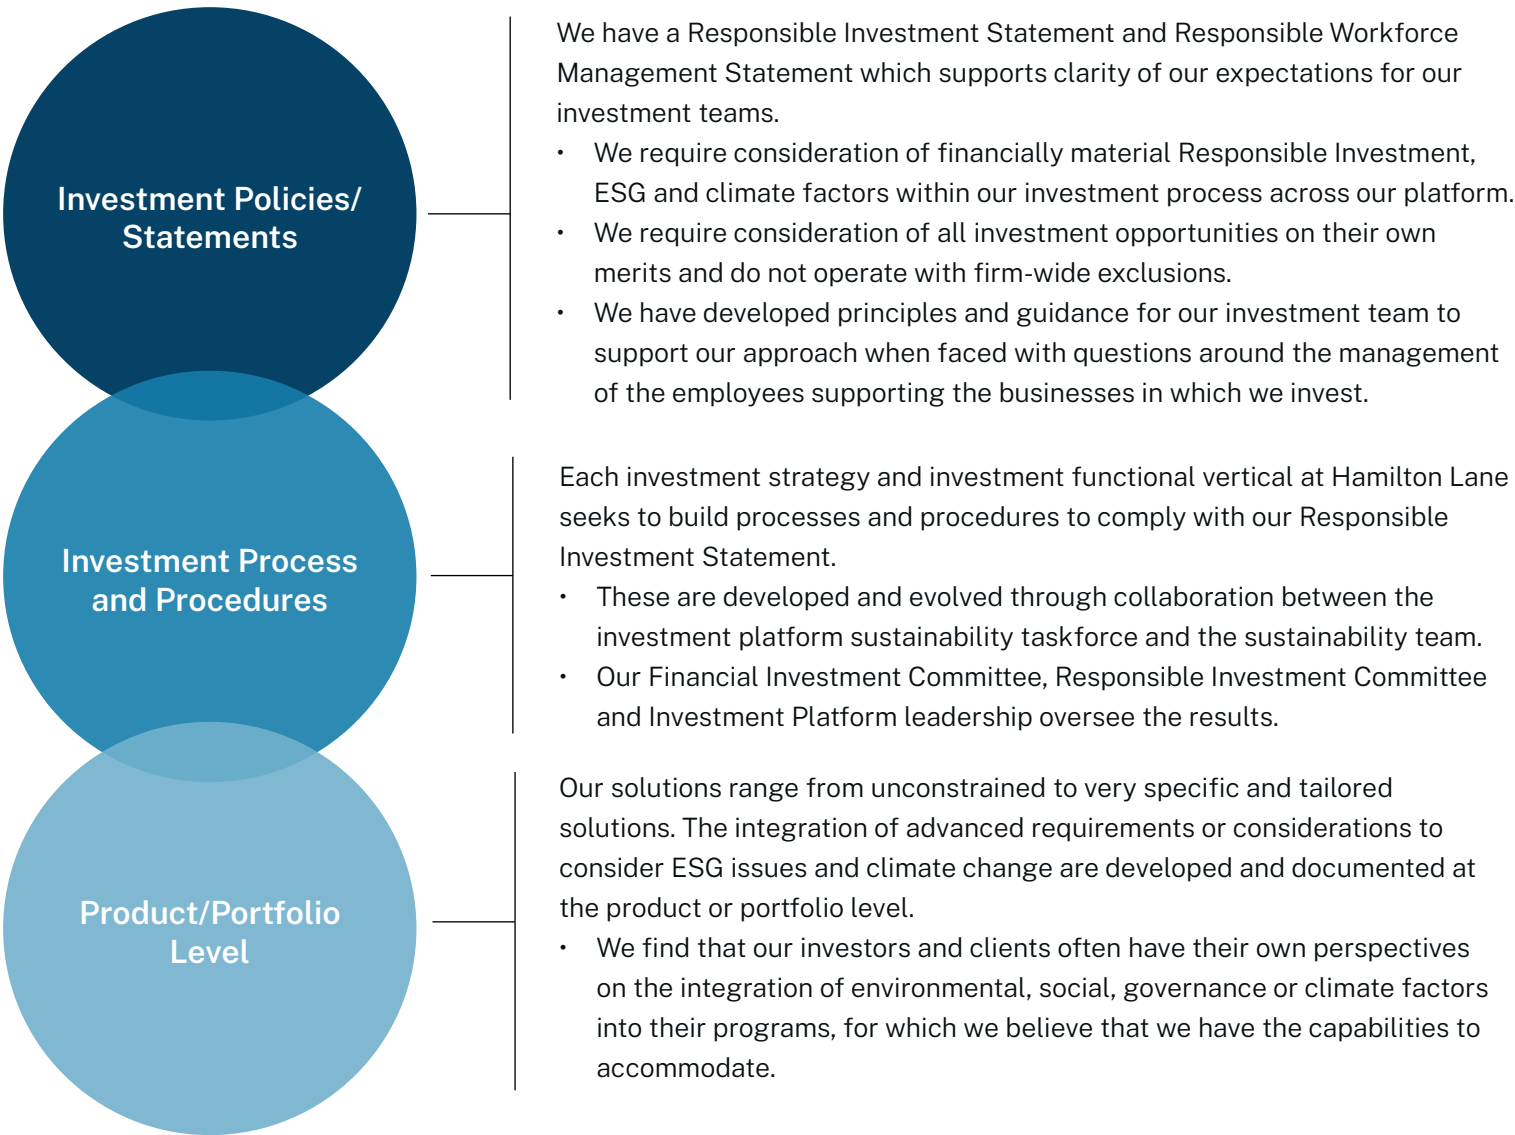 Investment Policies/
Statements
We have a Responsible Investment Statement and Responsible Workforce
Management Statement which supports clarity of our expectations for our
investment teams.
• We require consideration of financially material Responsible Investment,
ESG and climate factors within our investment process across our platform.
• We require consideration of all investment opportunities on their own
merits and do not operate with firm-wide exclusions.
• We have developed principles and guidance for our investment team to
support our approach when faced with questions around the management
of the employees supporting the businesses in which we invest.
Investment Process
and Procedures
Each investment strategy and investment functional vertical at Hamilton Lane
seeks to build processes and procedures to comply with our Responsible
Investment Statement.
• These are developed and evolved through collaboration between the
investment platform sustainability taskforce and the sustainability team.
• Our Financial Investment Committee, Responsible Investment Committee
and Investment Platform leadership oversee the results.
Product/Portfolio
Level
Our solutions range from unconstrained to very specific and tailored
solutions. The integration of advanced requirements or considerations to
consider ESG issues and climate change are developed and documented at
the product or portfolio level.
• We find that our investors and clients often have their own perspectives
on the integration of environmental, social, governance or climate factors
into their programs, for which we believe that we have the capabilities to
accommodate.